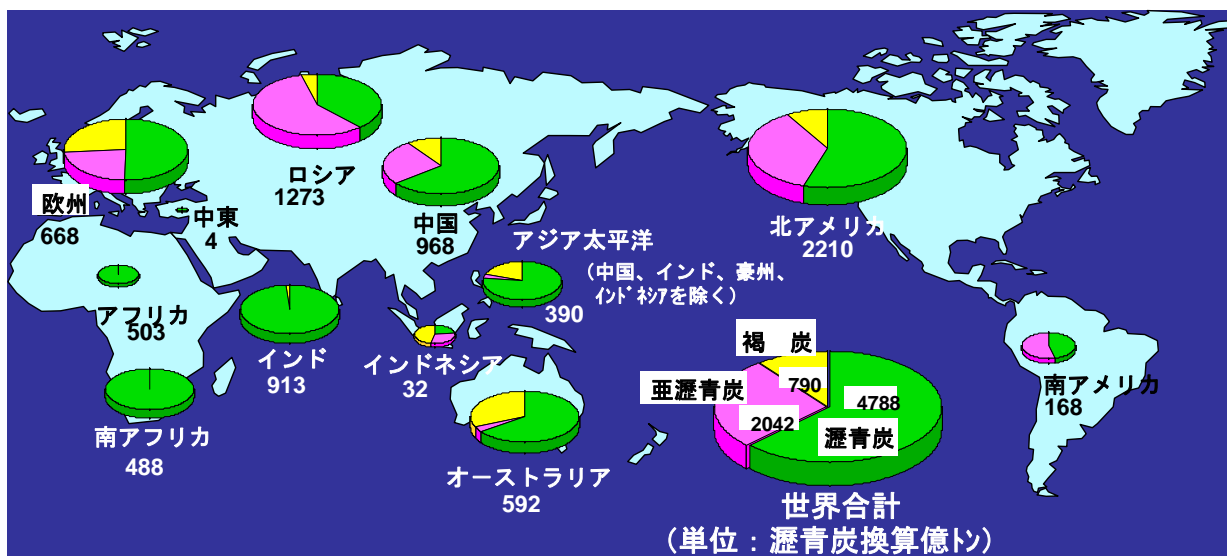 ロシア
1273
欧州
668
中東
4
中国
968
アジア太平洋
（中国、インド、豪州、
ｲﾝﾄﾞﾈｼｱを除く）
390
北アメリカ
2210
アフリカ
503
インド
913
インドネシア
32
南アメリカ
168
南アフリカ
488
オーストラリア
592
褐　炭
790
亜瀝青炭
2042
4788
瀝青炭
世界合計
（単位：瀝青炭換算億ﾄﾝ）